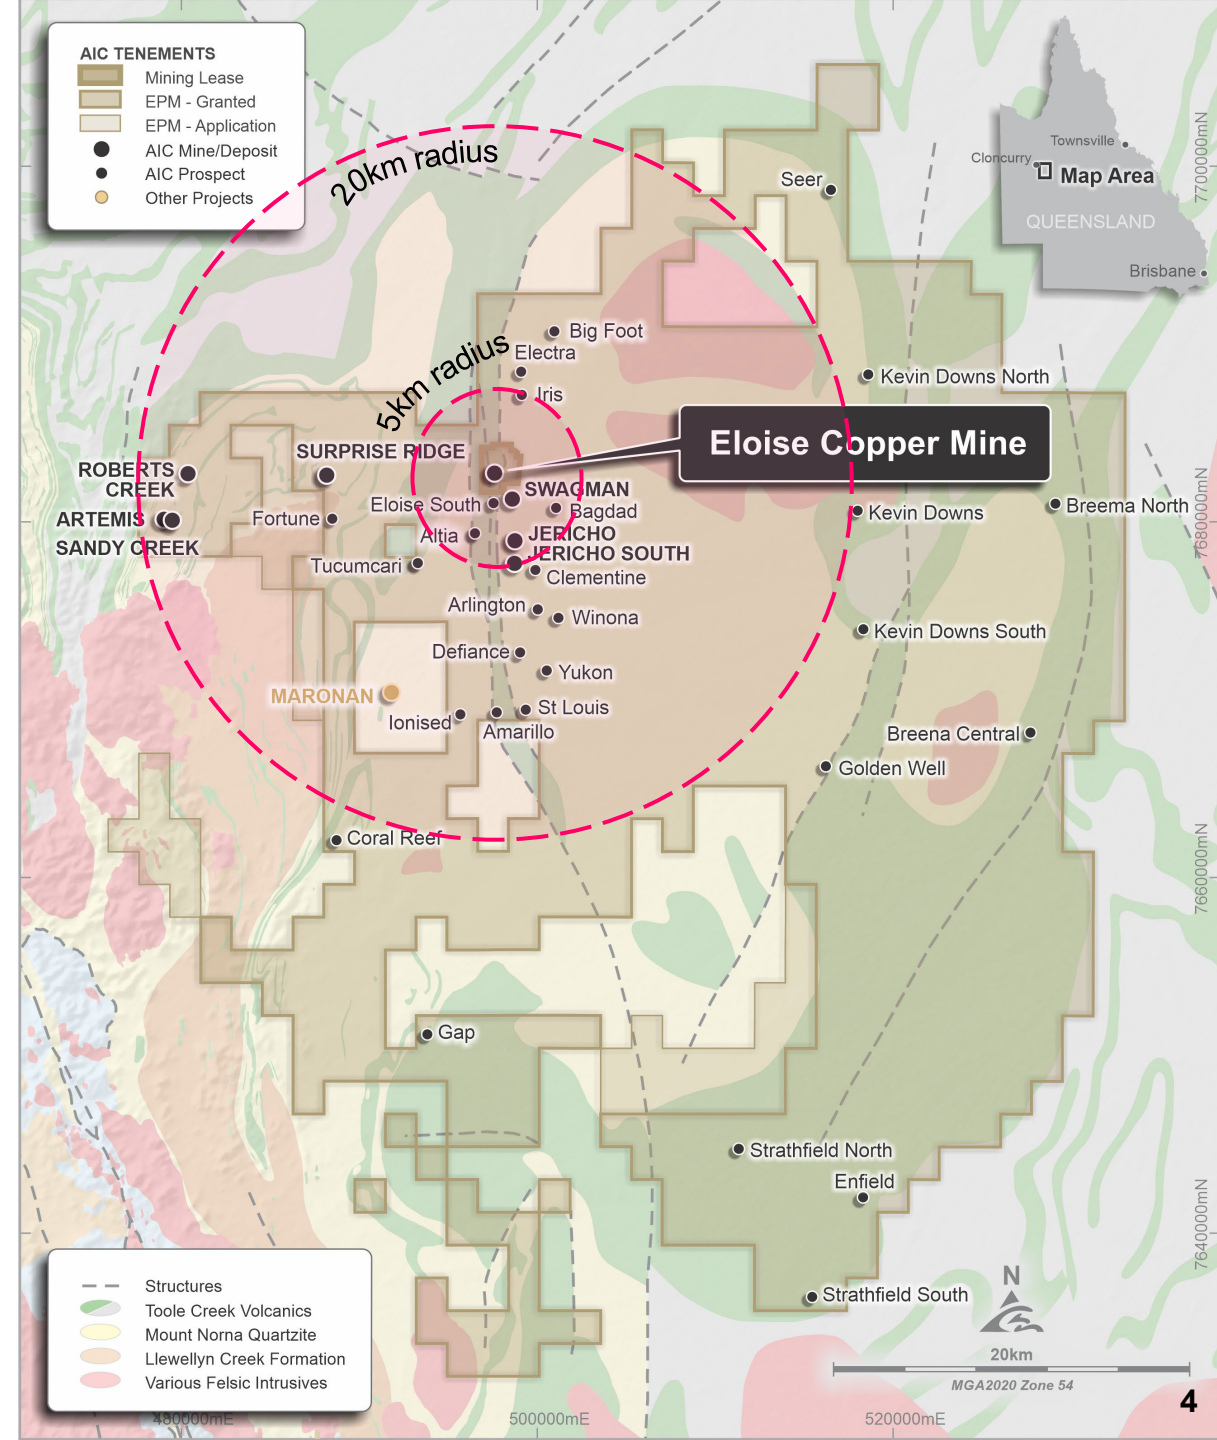 AIC TENEMENTS
Mining Lease
EPM - Granted
EPM - Application
AIC Mine/Deposit
AIC Prospect
Other Projects
20km radius
5km radius
Seer
Townsville
Cloncurry
Map Area
QUEENSLAND
Brisbane
7700000mN
Big Foot
Electra
Iris
Kevin Downs North
Eloise Copper Mine
SURPRISE RIDGE
ROBERTS
CREEK
SWAGMAN
Eloise South
Bagdad
ARTEMIS
Fortune
Kevin Downs
Breema North
7680000mN
Altia
JERICHO
SANDY CREEK
JERICHO SOUTH
Tucumcari
Clementine
Arlington
Winona
Kevin Downs South
Defiance
Yukon
MARONAN
Ionised
St Louis
Amarillo
Breena Central
Golden Well
Coral Reef
7660000mN
Gap
Strathfield North
Enfield
7640000mN
Strathfield South
Structures
Toole Creek Volcanics
Mount Norna Quartzite
Llewellyn Creek Formation
Various Felsic Intrusives
N
20km
MGA2020 Zone 54
4
480000mE
500000mE
520000mE